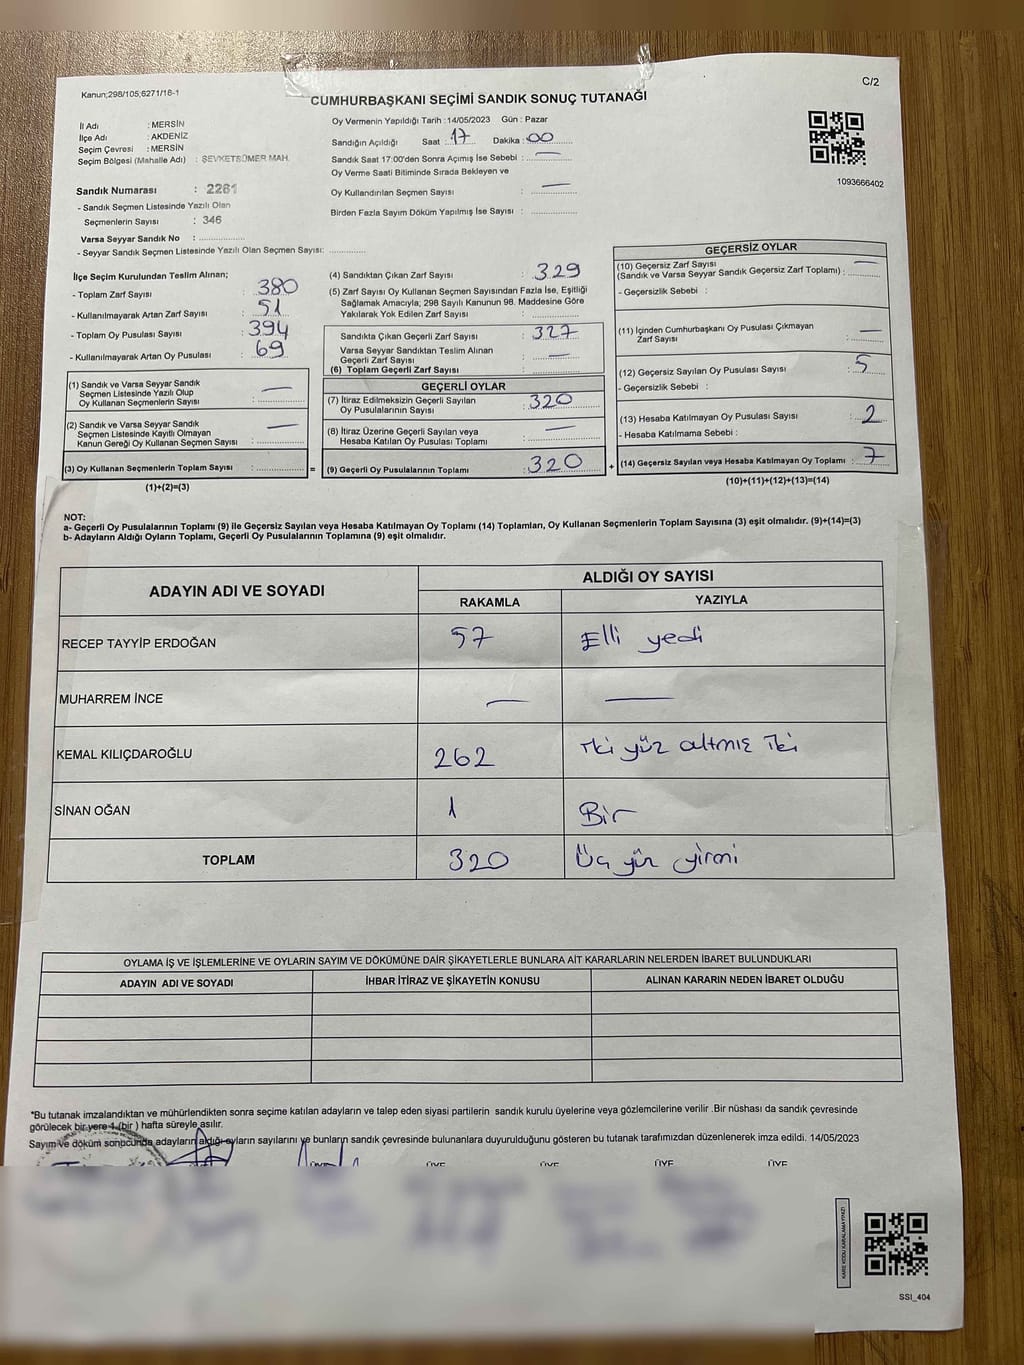 Kanun;298/105,6271/16-1
C/2
CUMHURBAŞKANI SEÇİMİ SANDIK SONUÇ TUTANAĞI
İl Adı : MERSİN
İlçe Adı : AKDENİZ
Seçim Çevresi : MERSİN
Seçim Bölgesi (Mahalle Adı) : ŞEVKETSÜMER MAH.
Sandık Numarası : 2261
- Sandık Seçmen Listesinde Yazılı Olan
Seçmenlerin Sayısı : 346
Varsa Seyyar Sandık No :
- Seyyar Sandık Seçmen Listesinde Yazılı Olan Seçmen Sayısı:
Oy Vermenin Yapıldığı Tarih :14/05/2023 Gün : Pazar
Sandığın Açıldığı Saat : 17 Dakika : 00
Sandık Saat 17:00'den Sonra Açımış İse Sebebi : —
Oy Verme Saati Bitiminde Sırada Bekleyen ve
Oy Kullandırılan Seçmen Sayısı : —
Birden Fazla Sayım Döküm Yapılmış İse Sayısı :
1093666402
İlçe Seçim Kurulundan Teslim Alınan;
- Toplam Zarf Sayısı : 380
- Kullanılmayarak Artan Zarf Sayısı : 51
- Toplam Oy Pusulası Sayısı : 394
- Kullanılmayarak Artan Oy Pusulası : 69
(1) Sandık ve Varsa Seyyar Sandık
Seçmen Listesinde Yazılı Olup
Oy Kullanan Seçmenlerin Sayısı : —
(2) Sandık ve Varsa Seyyar Sandık
Seçmen Listesinde Kayıtlı Olmayan
Kanun Gereği Oy Kullanan Seçmen Sayısı : —
(3) Oy Kullanan Seçmenlerin Toplam Sayısı :
(1)+(2)=(3)
=
(4) Sandıktan Çıkan Zarf Sayısı : 329
(5) Zarf Sayısı Oy Kullanan Seçmen Sayısından Fazla İse, Eşitliği
Sağlamak Amacıyla, 298 Sayılı Kanunun 98. Maddesine Göre
Yakılarak Yok Edilen Zarf Sayısı :
Sandıkta Çıkan Geçerli Zarf Sayısı : 327
Varsa Seyyar Sandıktan Teslim Alınan
Geçerli Zarf Sayısı : —
(6) Toplam Geçerli Zarf Sayısı :
GEÇERLİ OYLAR
(7) İtiraz Edilmeksizin Geçerli Sayılan
Oy Pusulalarının Sayısı : 320
(8) İtiraz Üzerine Geçerli Sayılan veya
Hesaba Katılan Oy Pusulası Toplamı : —
(9) Geçerli Oy Pusulalarının Toplamı : 320
+
GEÇERSİZ OYLAR
(10) Geçersiz Zarf Sayısı
(Sandık ve Varsa Seyyar Sandık Geçersiz Zarf Toplamı) : —
- Geçersizlik Sebebi :
(11) İçinden Cumhurbaşkanı Oy Pusulası Çıkmayan
Zarf Sayısı : —
(12) Geçersiz Sayılan Oy Pusulası Sayısı : 5
- Geçersizlik Sebebi :
(13) Hesaba Katılmayan Oy Pusulası Sayısı : 2
- Hesaba Katılmama Sebebi :
(14) Geçersiz Sayılan veya Hesaba Katılmayan Oy Toplamı : 7
(10)+(11)+(12)+(13)=(14)
NOT:
a- Geçerli Oy Pusulalarının Toplamı (9) ile Geçersiz Sayılan veya Hesaba Katılmayan Oy Toplamı (14) Toplamları, Oy Kullanan Seçmenlerin Toplam Sayısına (3) eşit olmalıdır. (9)+(14)=(3)
b- Adayların Aldığı Oyların Toplamı, Geçerli Oy Pusulalarının Toplamına (9) eşit olmalıdır.
ADAYIN ADI VE SOYADI
ALDIĞI OY SAYISI
RAKAMLA YAZIYLA
RECEP TAYYİP ERDOĞAN 57 Elli yedi
MUHARREM İNCE — —
KEMAL KILIÇDAROĞLU 262 iki yüz altmış iki
SİNAN OĞAN 1 Bir
TOPLAM 320 Üç yüz yirmi
OYLAMA İŞ VE İŞLEMLERİNE VE OYLARIN SAYIM VE DÖKÜMÜNE DAİR ŞİKAYETLERLE BUNLARA AİT KARARLARIN NELERDEN İBARET BULUNDUKLARI
ADAYIN ADI VE SOYADI İHBAR İTİRAZ VE ŞİKAYETİN KONUSU ALINAN KARARIN NEDEN İBARET OLDUĞU
*Bu tutanak imzalandıktan ve mühürlendikten sonra seçime katılan adayların ve talep eden siyasi partilerin sandık kurulu üyelerine veya gözlemcilerine verilir .Bir nüshası da sandık çevresinde
görülecek bir yere 1 (bir ) hafta süreyle asılır.
Sayım ve döküm sonucunda adayların aldığı oyların sayılarını ve bunların sandık çevresinde bulunanlara duyurulduğunu gösteren bu tutanak tarafımızdan düzenlenerek imza edildi. 14/05/2023
ÜYE ÜYE ÜYE ÜYE
SSI_404